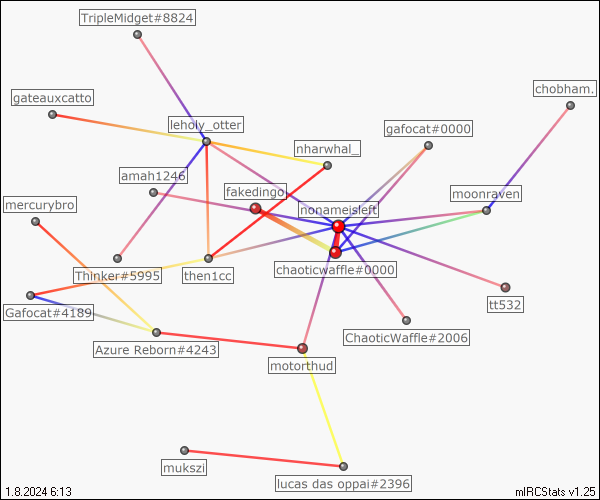 TripleMidget#8824
chobham.
gateauxcatto
leholy_otter
gafocat#0000
nharwhal_
amah1246
fakedingo
moonraven
mercurybro
nonameisleft
Thinker#5995
then1cc
chaoticwaffle#0000
tt532
Gafocat#4189
ChaoticWaffle#2006
Azure Reborn#4243
motorthud
mukszi
lucas das oppai#2396
1.8.2024 6:13
mIRCStats v1.25